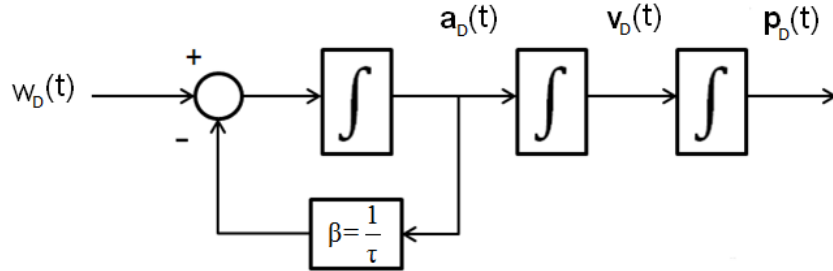 a_D(t) v_D(t) p_D(t)
+
w_D(t) ∫ ∫ ∫
-
β=1/τ